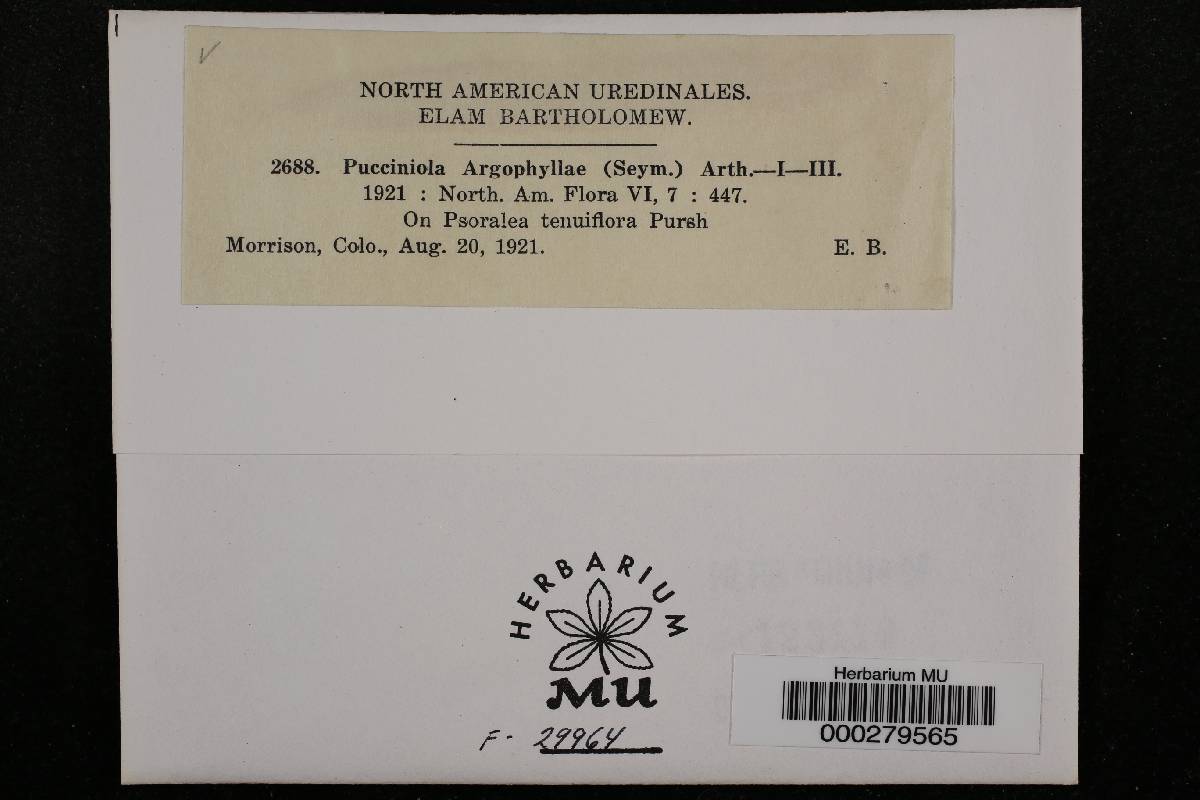 NORTH AMERICAN UREDINALES.
ELAM BARTHOLOMEW.
2688. Pucciniola Argophyllae (Seym.) Arth.—I—III.
1921 : North. Am. Flora VI, 7 : 447.
On Psoralea tenuiflora Pursh
Morrison, Colo., Aug. 20, 1921. E. B.
HERBARIUM
MU
F- 29964
Herbarium MU
000279565